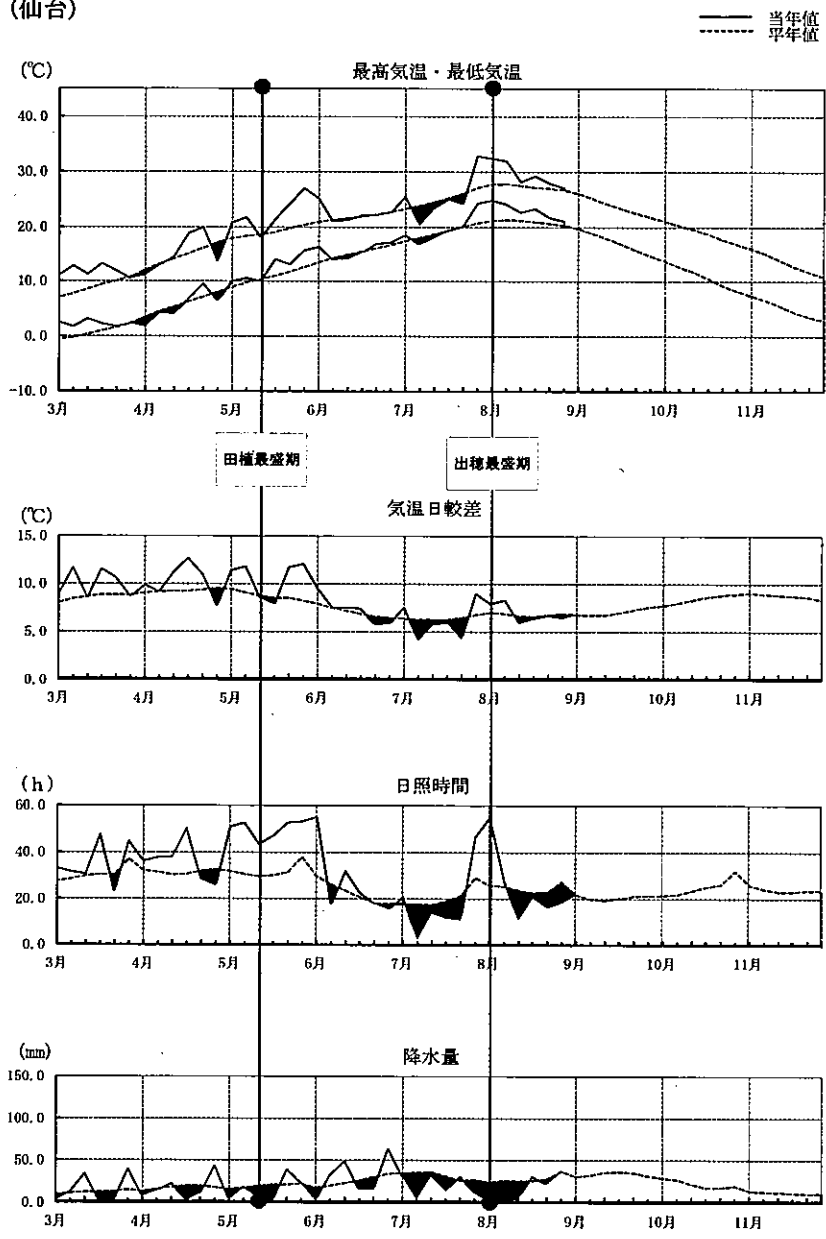 (仙台)
当年値
平年値
(℃)
最高気温・最低気温
40.0
30.0
20.0
10.0
0.0
-10.0
3月 4月 5月 6月 7月 8月 9月 10月 11月
田植最盛期
出穂最盛期
(℃)
気温日較差
15.0
10.0
5.0
0.0
3月 4月 5月 6月 7月 8月 9月 10月 11月
(h)
日照時間
60.0
40.0
20.0
0.0
3月 4月 5月 6月 7月 8月 9月 10月 11月
(mm)
降水量
150.0
100.0
50.0
0.0
3月 4月 5月 6月 7月 8月 9月 10月 11月